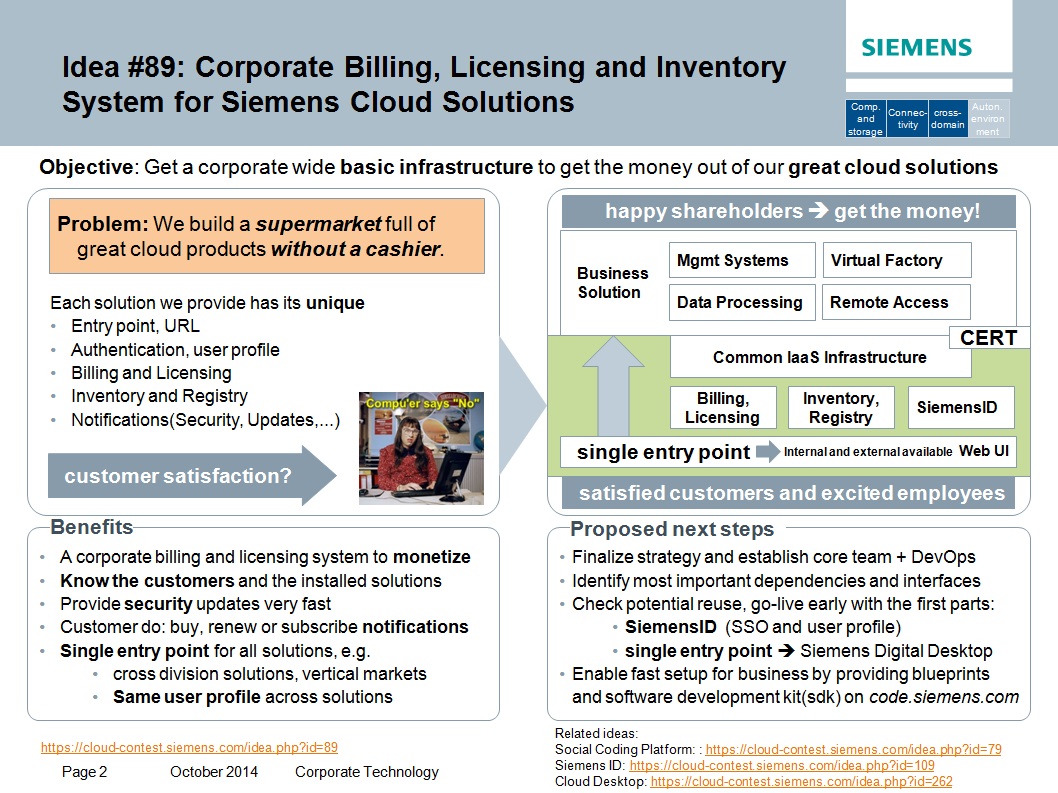 SIEMENS
Idea #89: Corporate Billing, Licensing and Inventory
System for Siemens Cloud Solutions
Comp.
and
storage
Connec-
tivity
cross-
domain
Auton.
environ
ment
Objective: Get a corporate wide basic infrastructure to get the money out of our great cloud solutions
Problem: We build a supermarket full of
great cloud products without a cashier.
Each solution we provide has its unique
• Entry point, URL
• Authentication, user profile
• Billing and Licensing
• Inventory and Registry
• Notifications(Security, Updates,...)
Compu'er says "No"
customer satisfaction?
happy shareholders ➔ get the money!
Business
Solution
Mgmt Systems
Virtual Factory
Data Processing
Remote Access
CERT
Common IaaS Infrastructure
Billing,
Licensing
Inventory,
Registry
SiemensID
single entry point
Internal and external available Web UI
satisfied customers and excited employees
Benefits
• A corporate billing and licensing system to monetize
• Know the customers and the installed solutions
• Provide security updates very fast
• Customer do: buy, renew or subscribe notifications
• Single entry point for all solutions, e.g.
• cross division solutions, vertical markets
• Same user profile across solutions
Proposed next steps
• Finalize strategy and establish core team + DevOps
• Identify most important dependencies and interfaces
• Check potential reuse, go-live early with the first parts:
• SiemensID (SSO and user profile)
• single entry point ➔ Siemens Digital Desktop
• Enable fast setup for business by providing blueprints
and software development kit(sdk) on code.siemens.com
https://cloud-contest.siemens.com/idea.php?id=89
Page 2 October 2014 Corporate Technology
Related ideas:
Social Coding Platform: : https://cloud-contest.siemens.com/idea.php?id=79
Siemens ID: https://cloud-contest.siemens.com/idea.php?id=109
Cloud Desktop: https://cloud-contest.siemens.com/idea.php?id=262